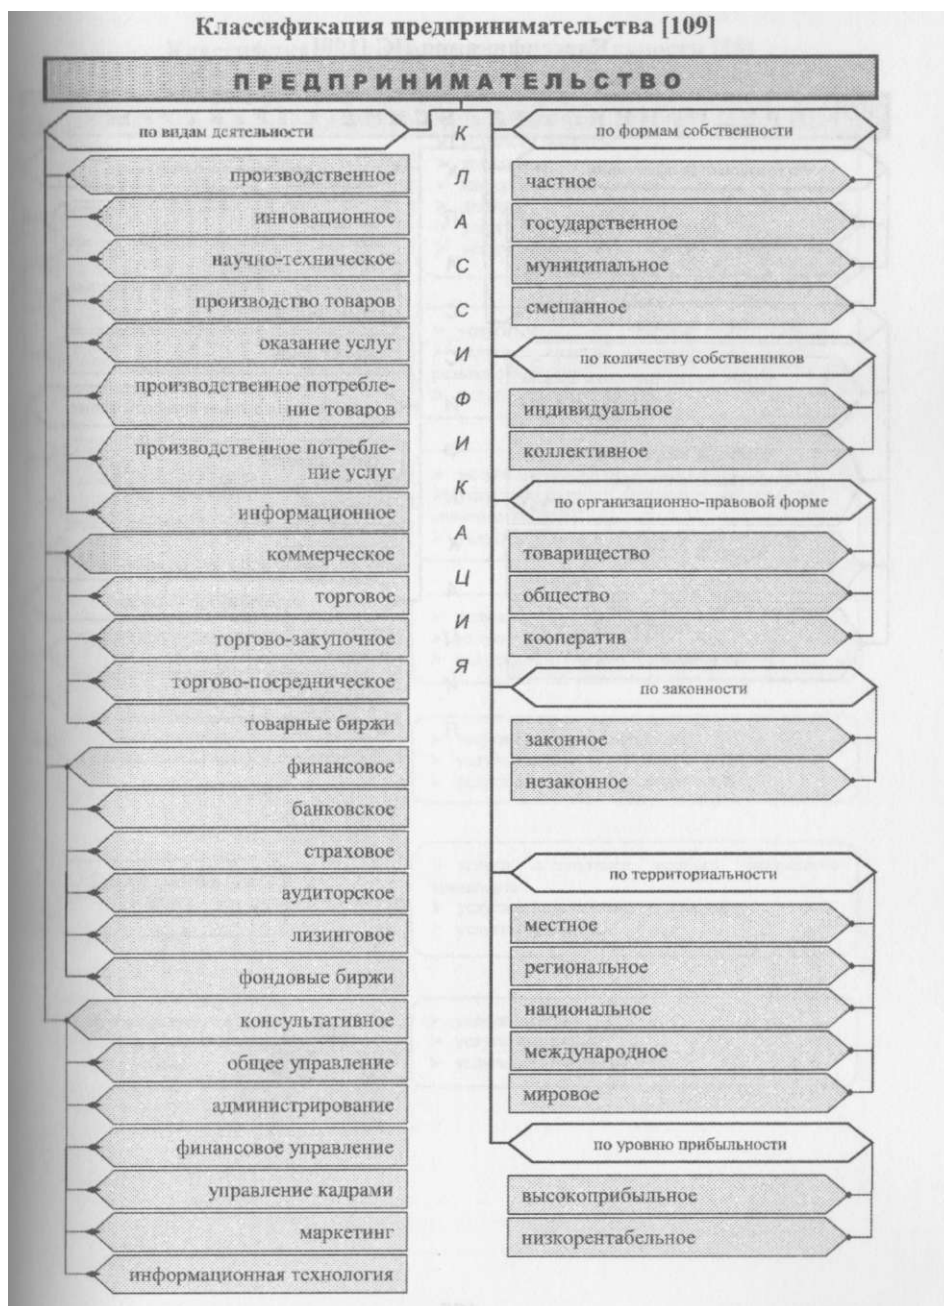 Классификация предпринимательства [109]
ПРЕДПРИНИМАТЕЛЬСТВО
по видам деятельности
производственное
инновационное
научно-техническое
производство товаров
оказание услуг
производственное потребле-
ние товаров
производственное потребле-
ние услуг
информационное
коммерческое
торговое
торгово-закупочное
торгово-посредническое
товарные биржи
финансовое
банковское
страховое
аудиторское
лизинговое
фондовые биржи
консультативное
общее управление
администрирование
финансовое управление
управление кадрами
маркетинг
информационная технология
К
Л
А
С
С
И
Ф
И
К
А
Ц
И
Я
по формам собственности
частное
государственное
муниципальное
смешанное
по количеству собственников
индивидуальное
коллективное
по организационно-правовой форме
товарищество
общество
кооператив
по законности
законное
незаконное
по территориальности
местное
региональное
национальное
международное
мировое
по уровню прибыльности
высокоприбыльное
низкорентабельное